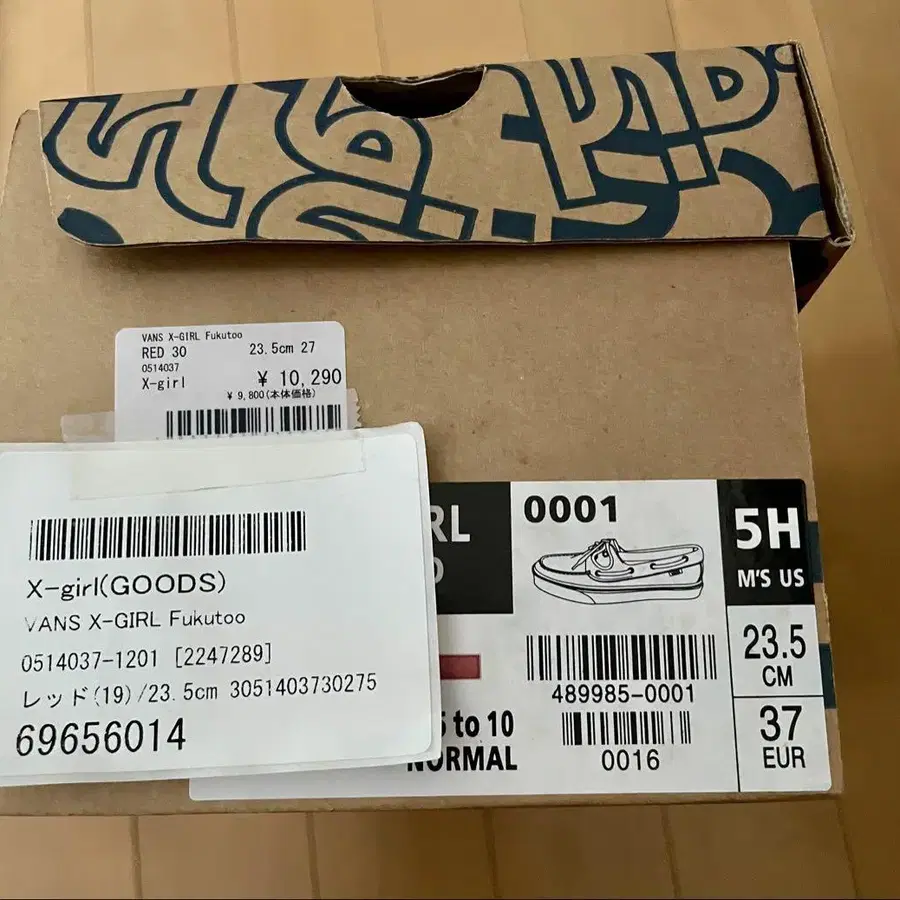 VANS X-GIRL Fukutoo
RED 30 23.5cm 27
0514037
X-girl ¥ 10,290
¥ 9,800(本体価格)
X-girl(GOODS)
VANS X-GIRL Fukutoo
0514037-1201 [2247289]
レッド(19)/23.5cm 3051403730275
69656014
0001
5H
M'S US
23.5
CM
37
EUR
489985-0001
0016
to 10
NORMAL